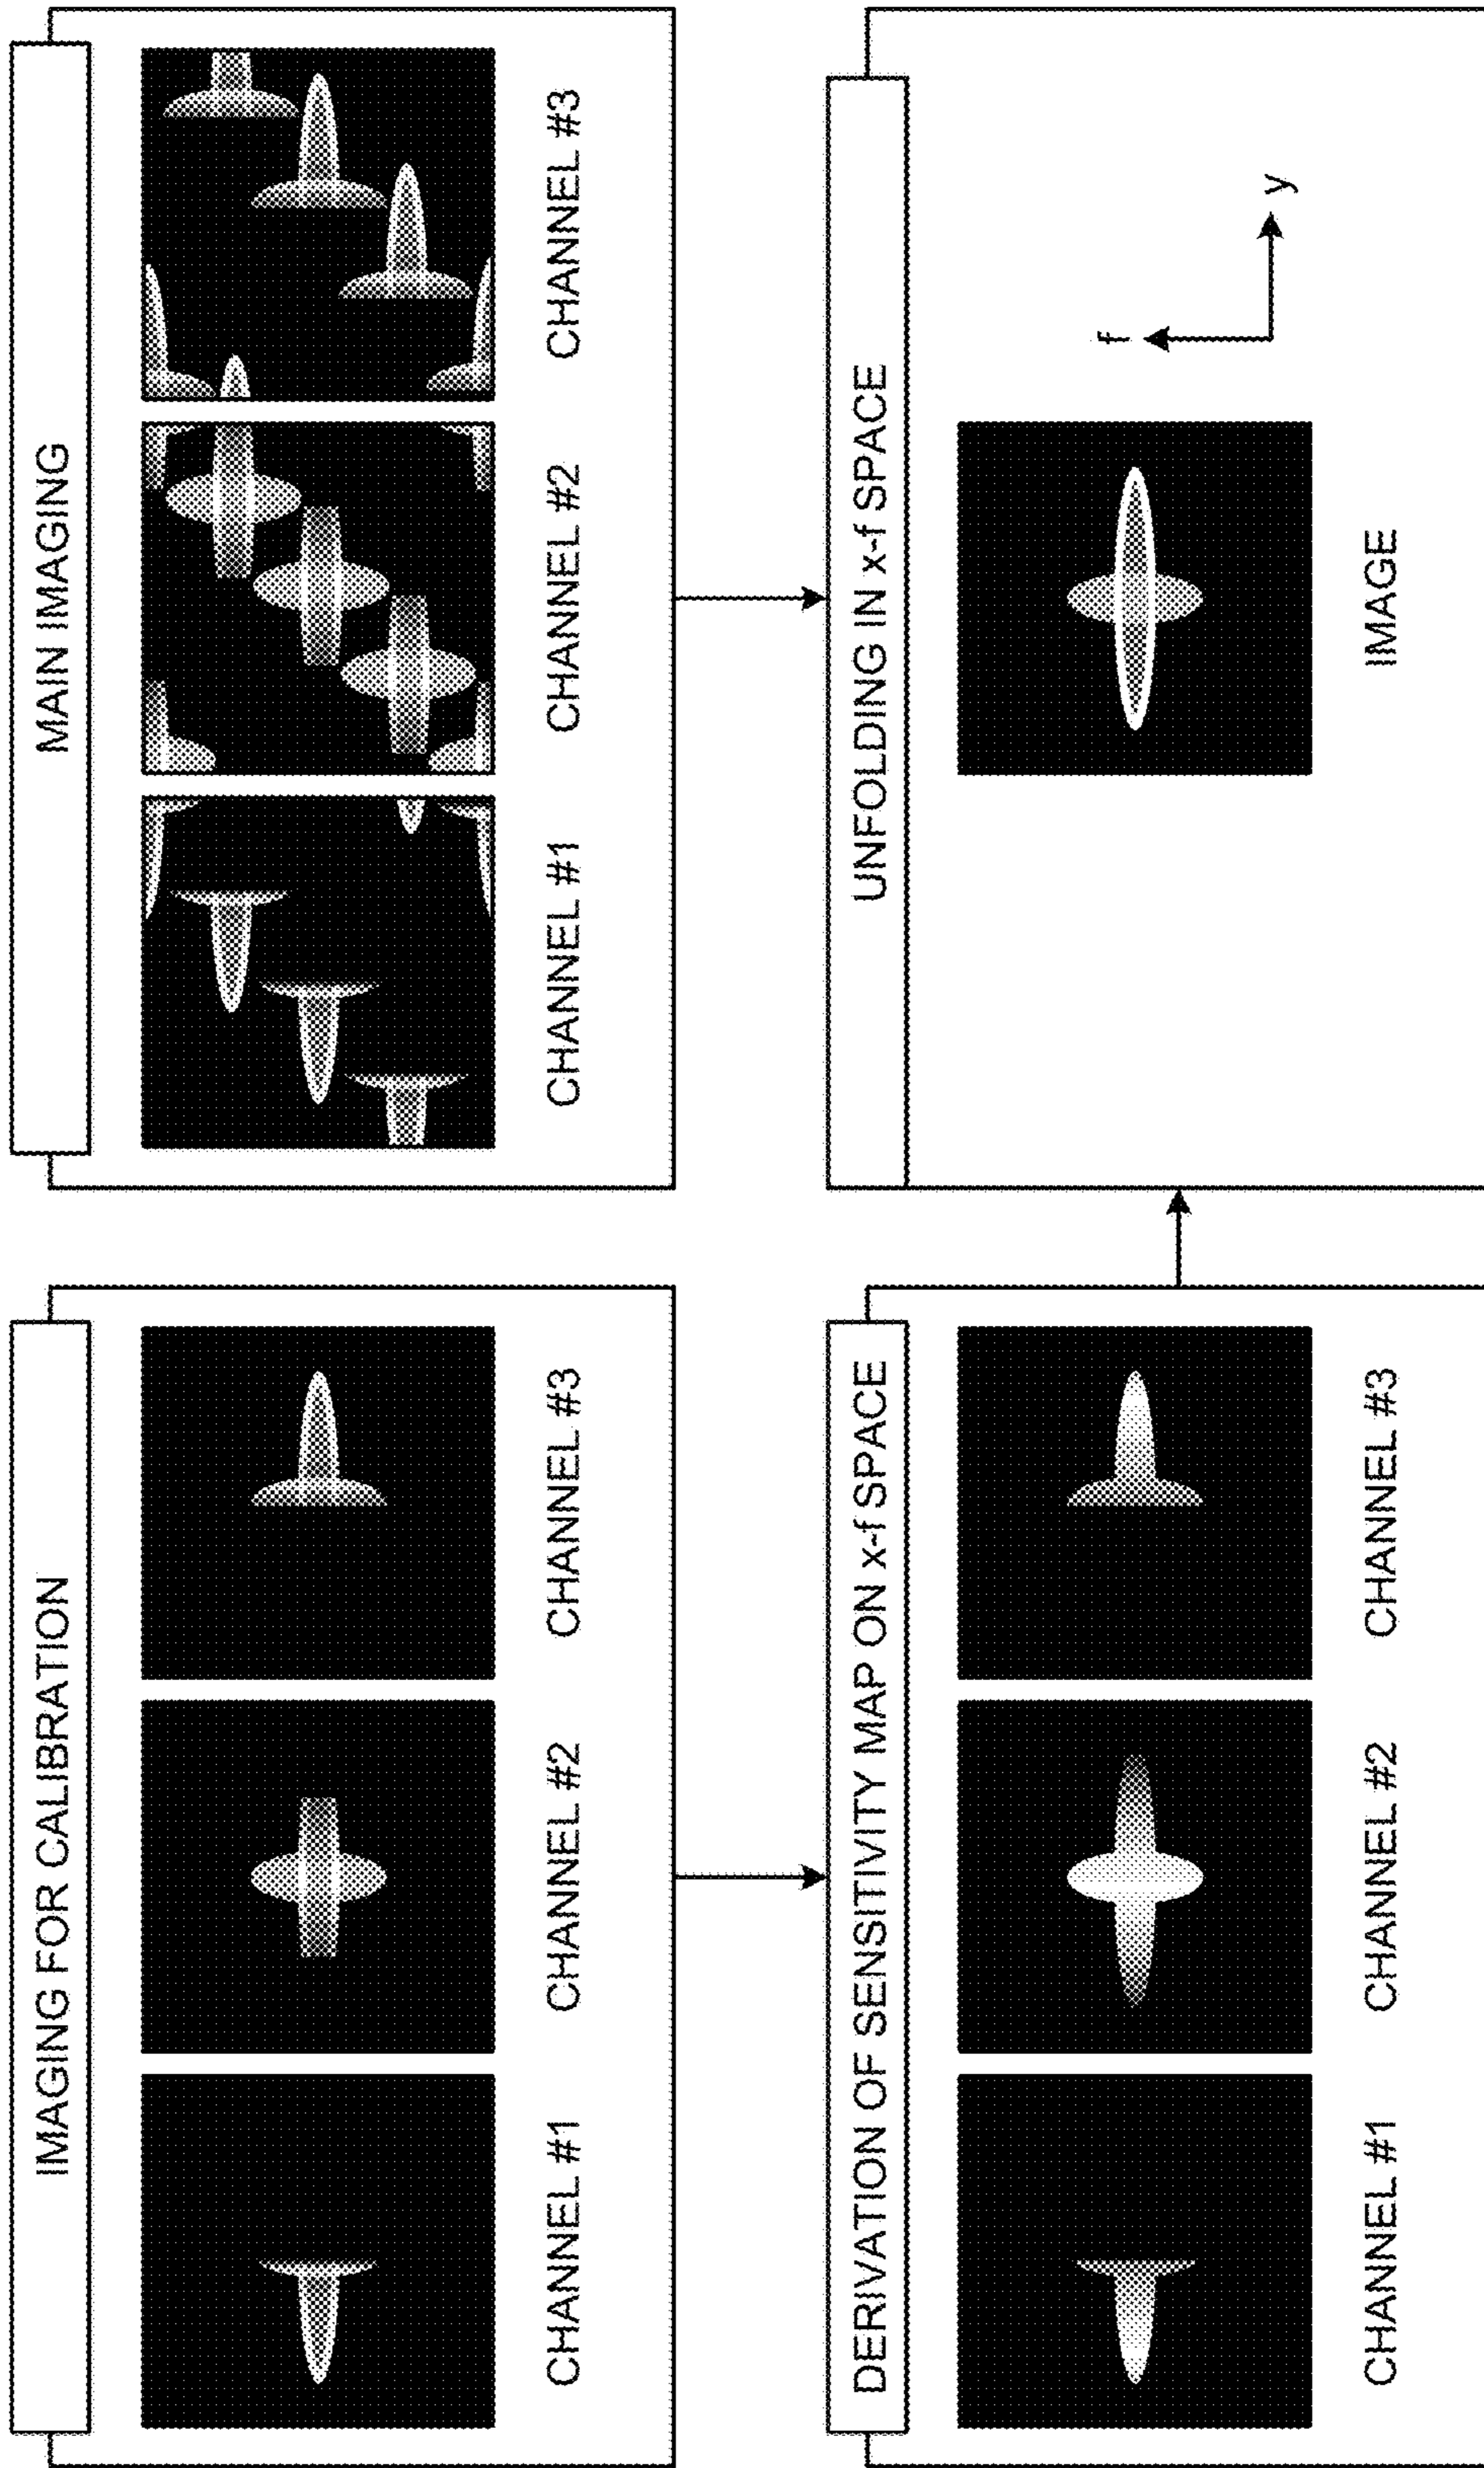 IMAGING FOR CALIBRATION
CHANNEL #1
CHANNEL #2
CHANNEL #3
MAIN IMAGING
CHANNEL #1
CHANNEL #2
CHANNEL #3
DERIVATION OF SENSITIVITY MAP ON x-f SPACE
CHANNEL #1
CHANNEL #2
CHANNEL #3
UNFOLDING IN x-f SPACE
IMAGE
f
y